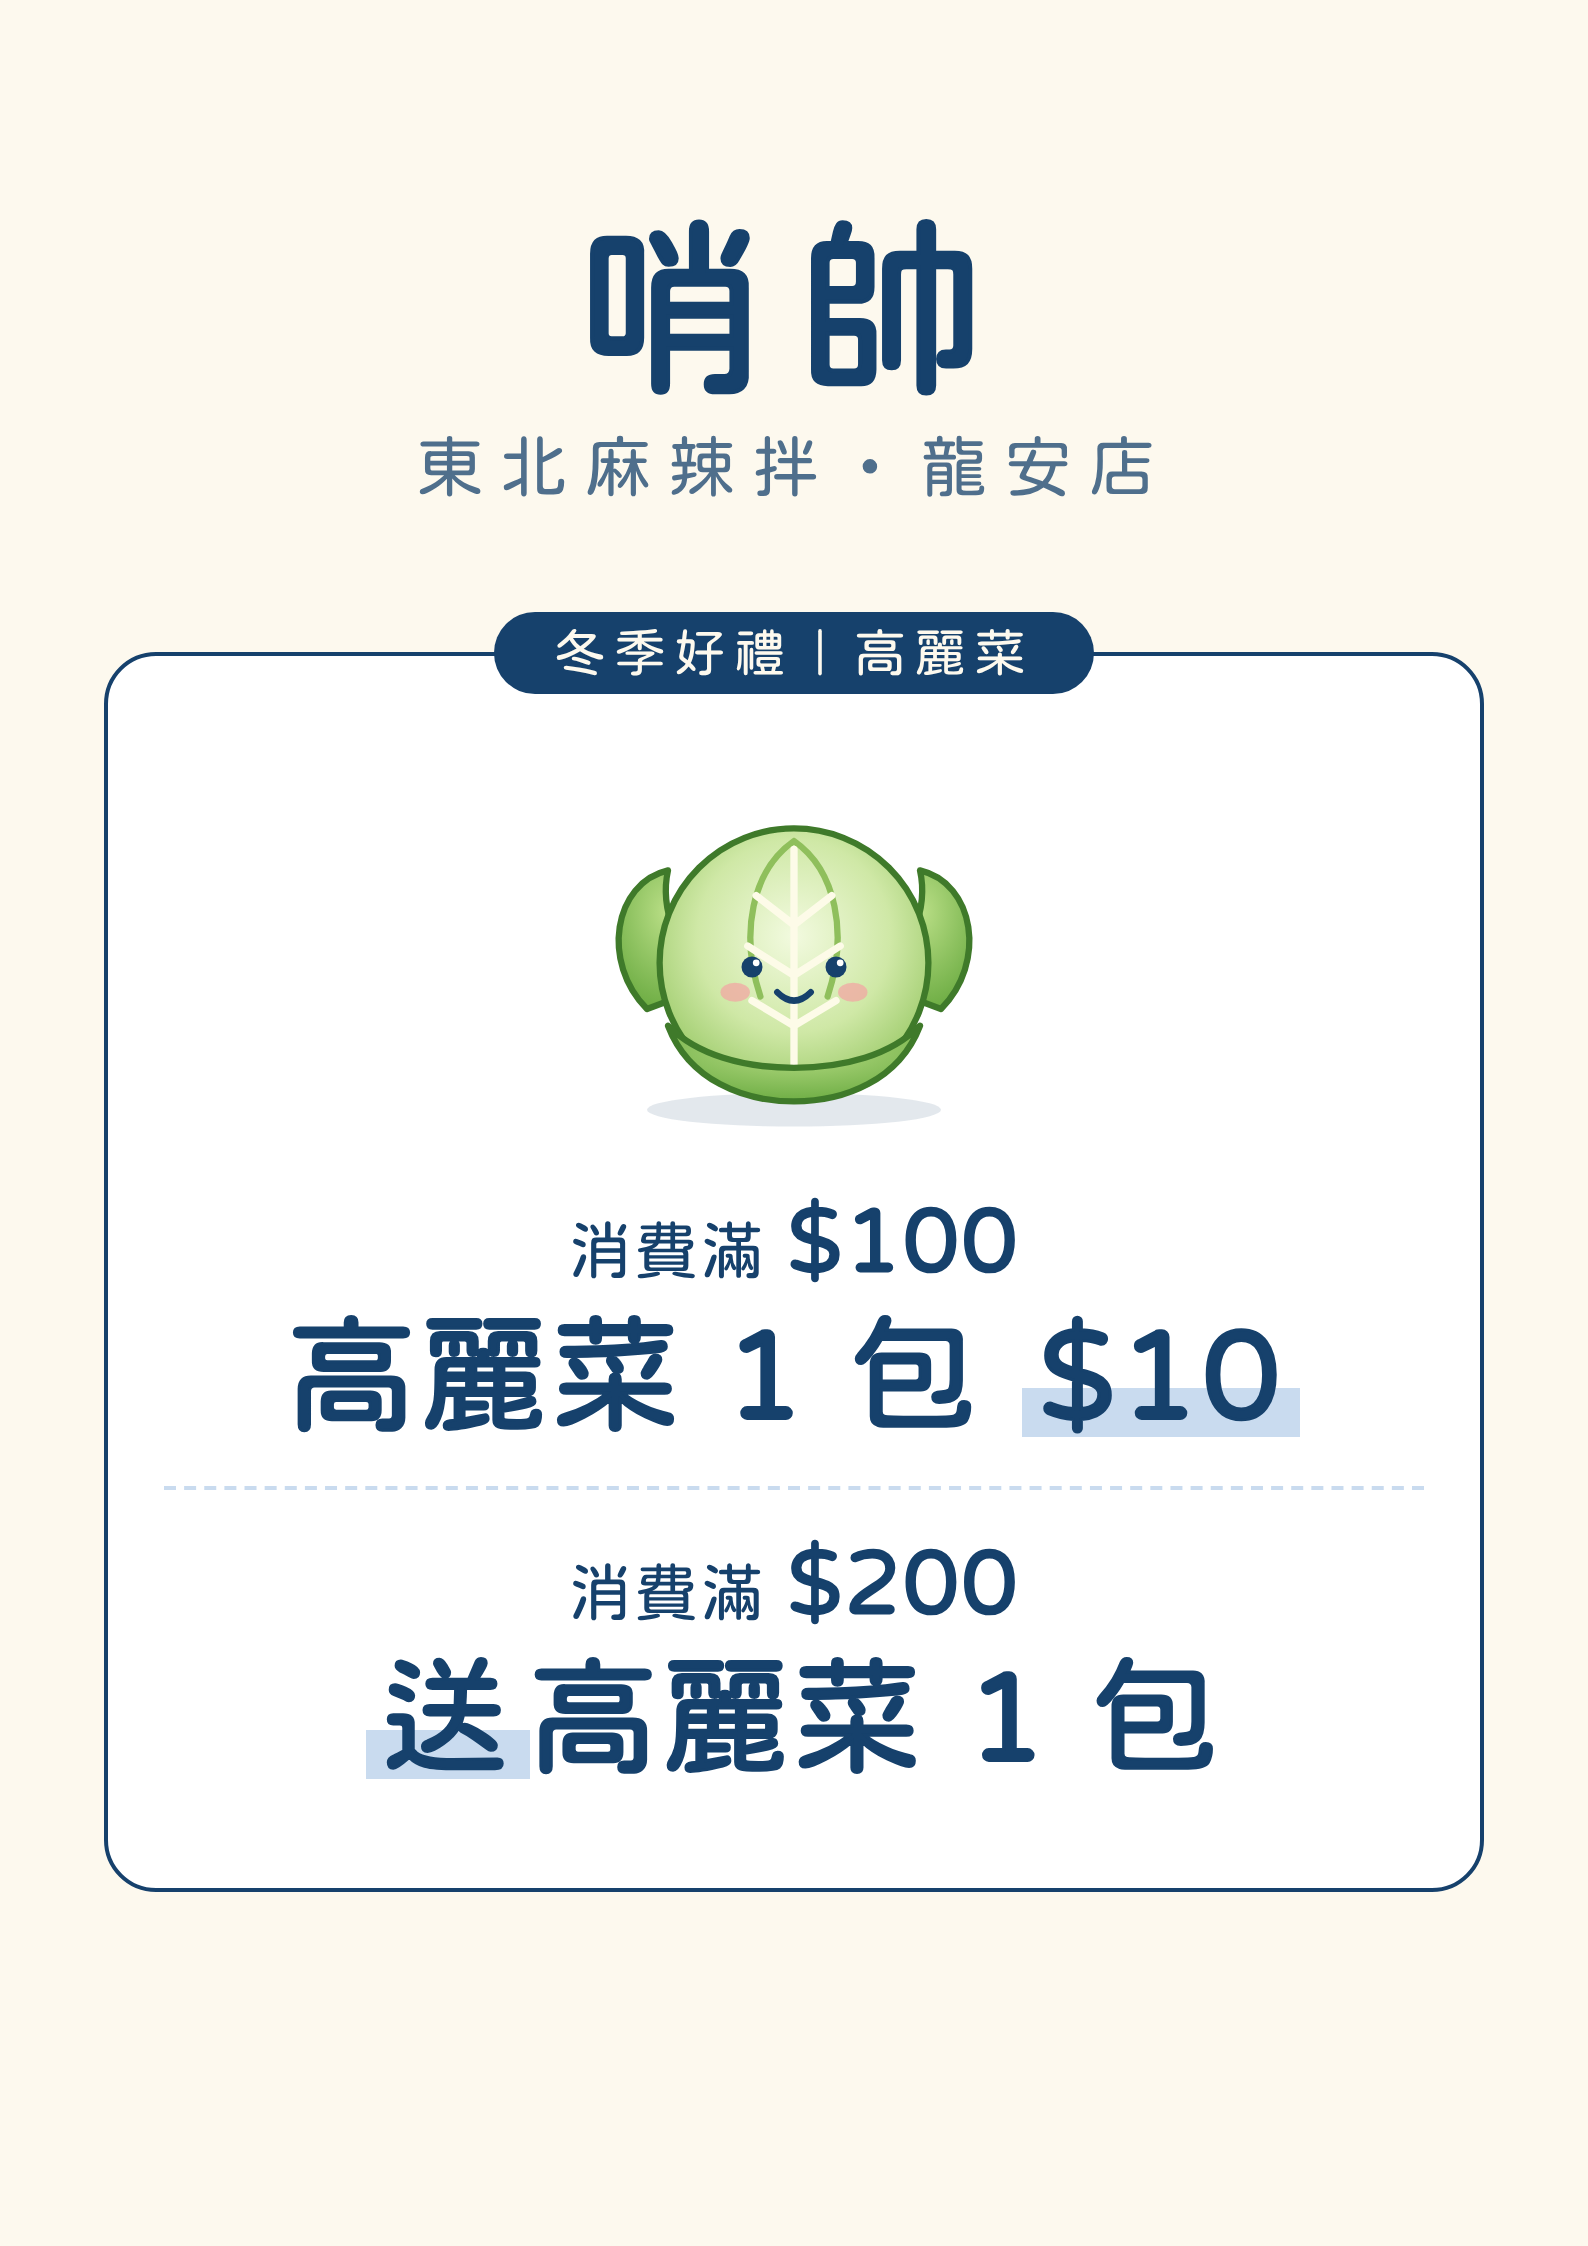 哨帥
東北麻辣拌・龍安店
冬季好禮｜高麗菜
消費滿 $100
高麗菜 1 包 $10
消費滿 $200
送高麗菜 1 包